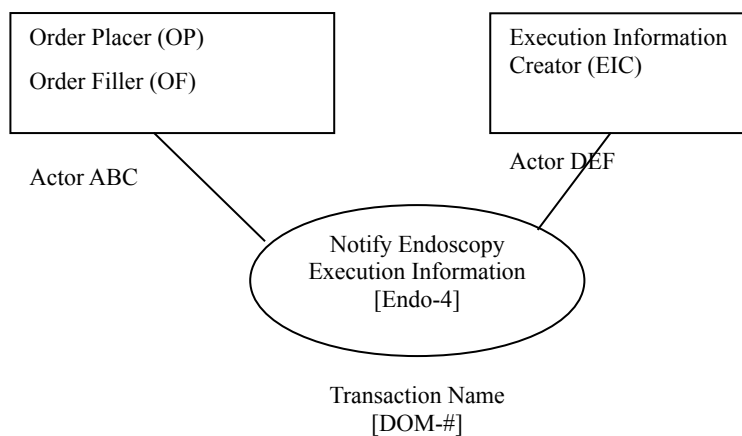 Order Placer (OP)
Order Filler (OF)
Execution Information
Creator (EIC)
Actor ABC
Actor DEF
Notify Endoscopy
Execution Information
[Endo-4]
Transaction Name
[DOM-#]